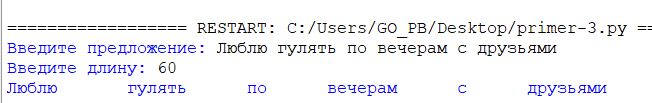 ================== RESTART: C:/Users/GO_PB/Desktop/primer-3.py ==
Введите предложение: Люблю гулять по вечерам с друзьями
Введите длину: 60
Люблю       гулять      по      вечерам      с      друзьями